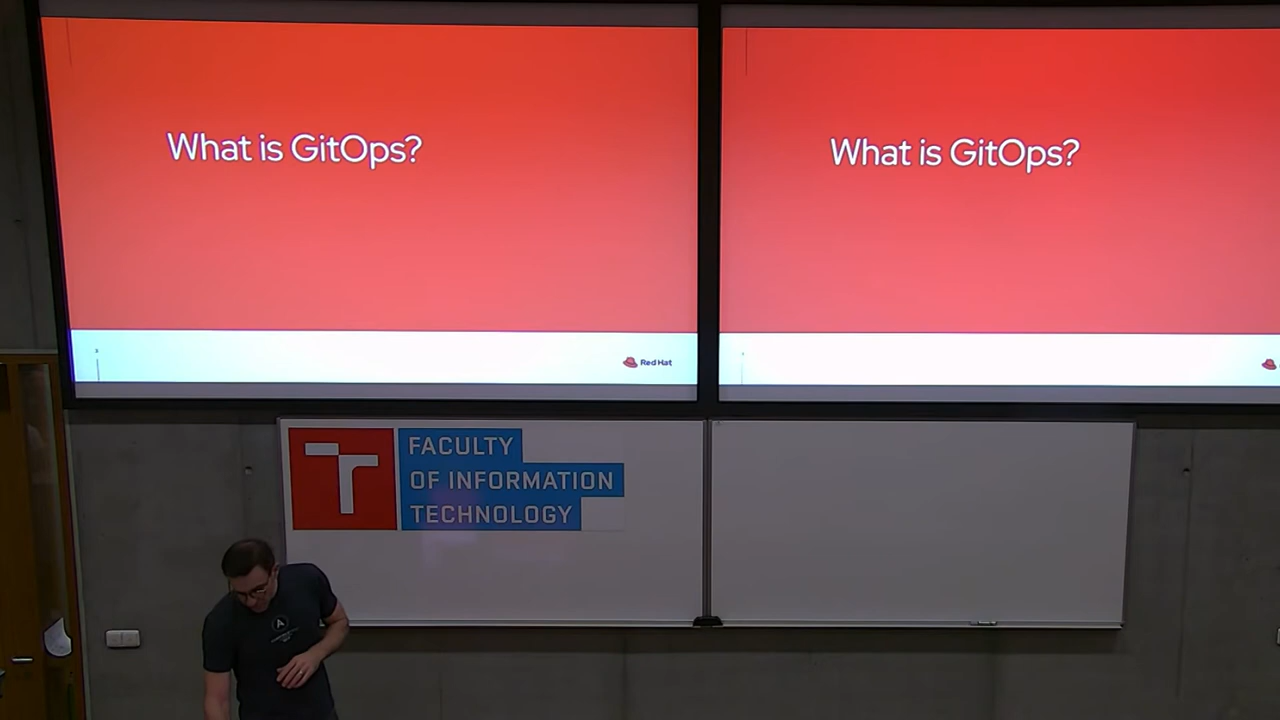 What is GitOps?
What is GitOps?
Red Hat
FACULTY
OF INFORMATION
TECHNOLOGY
A